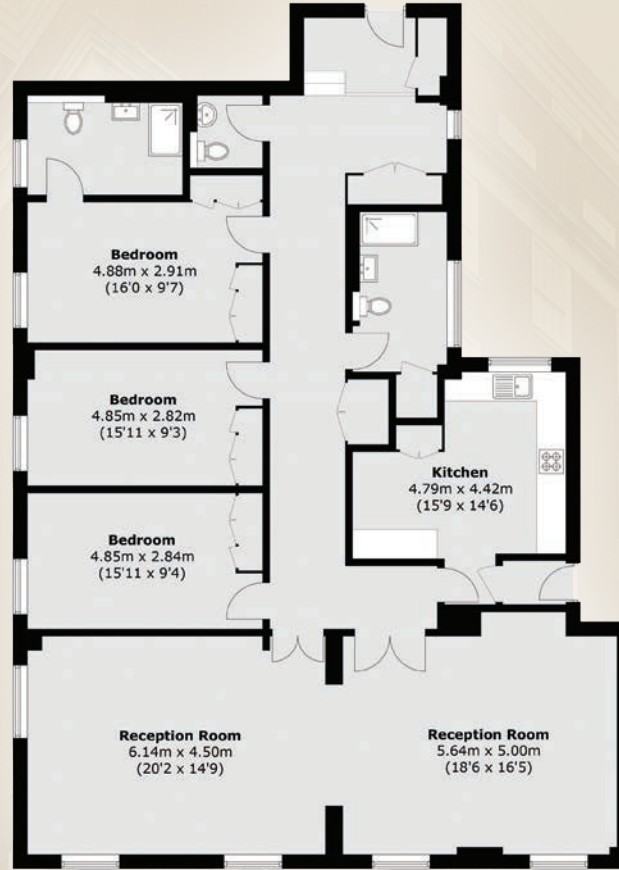 Bedroom
4.88m x 2.91m
(16'0 x 9'7)
Bedroom
4.85m x 2.82m
(15'11 x 9'3)
Kitchen
4.79m x 4.42m
(15'9 x 14'6)
Bedroom
4.85m x 2.84m
(15'11 x 9'4)
Reception Room
6.14m x 4.50m
(20'2 x 14'9)
Reception Room
5.64m x 5.00m
(18'6 x 16'5)